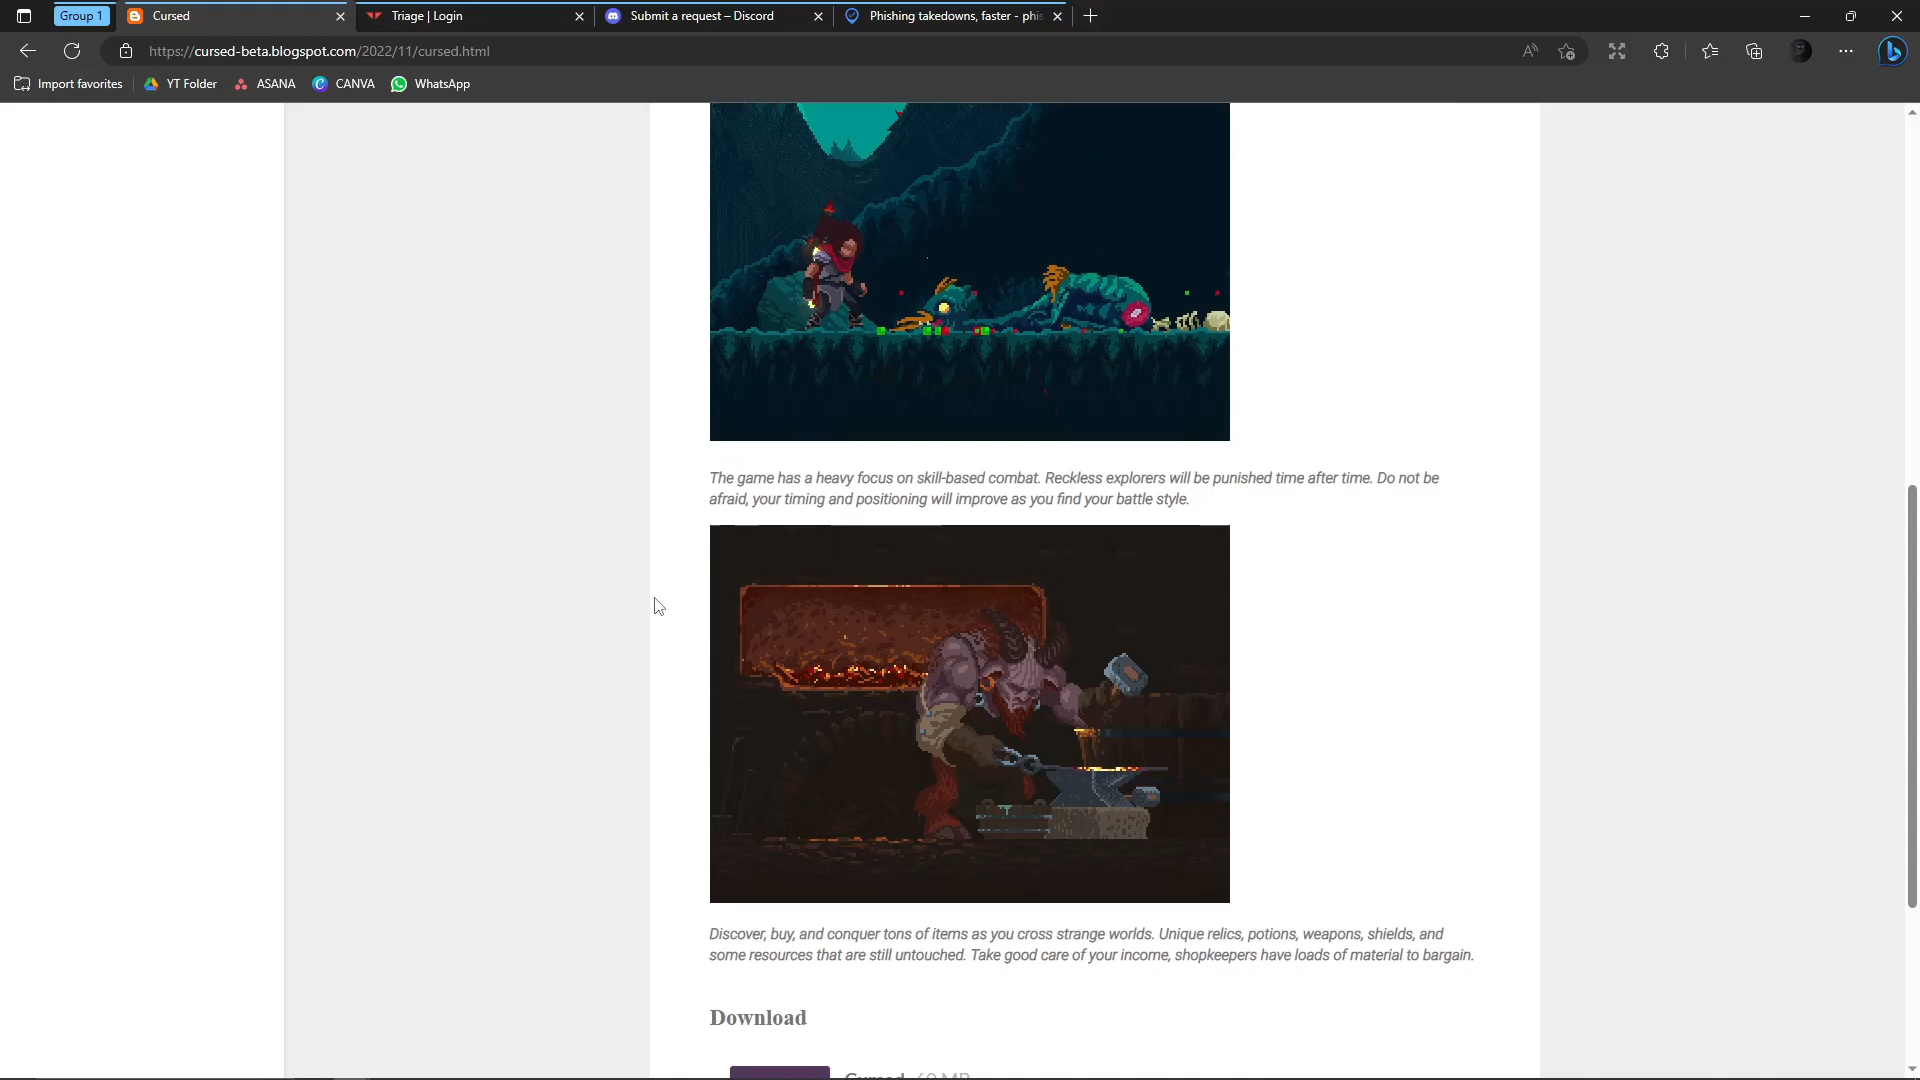 Group 1
Cursed
Triage | Login
Submit a request – Discord
Phishing takedowns, faster - phis
https://cursed-beta.blogspot.com/2022/11/cursed.html
Import favorites
YT Folder
ASANA
CANVA
WhatsApp
The game has a heavy focus on skill-based combat. Reckless explorers will be punished time after time. Do not be
afraid, your timing and positioning will improve as you find your battle style.
Discover, buy, and conquer tons of items as you cross strange worlds. Unique relics, potions, weapons, shields, and
some resources that are still untouched. Take good care of your income, shopkeepers have loads of material to bargain.
Download
Cursed 60 MB